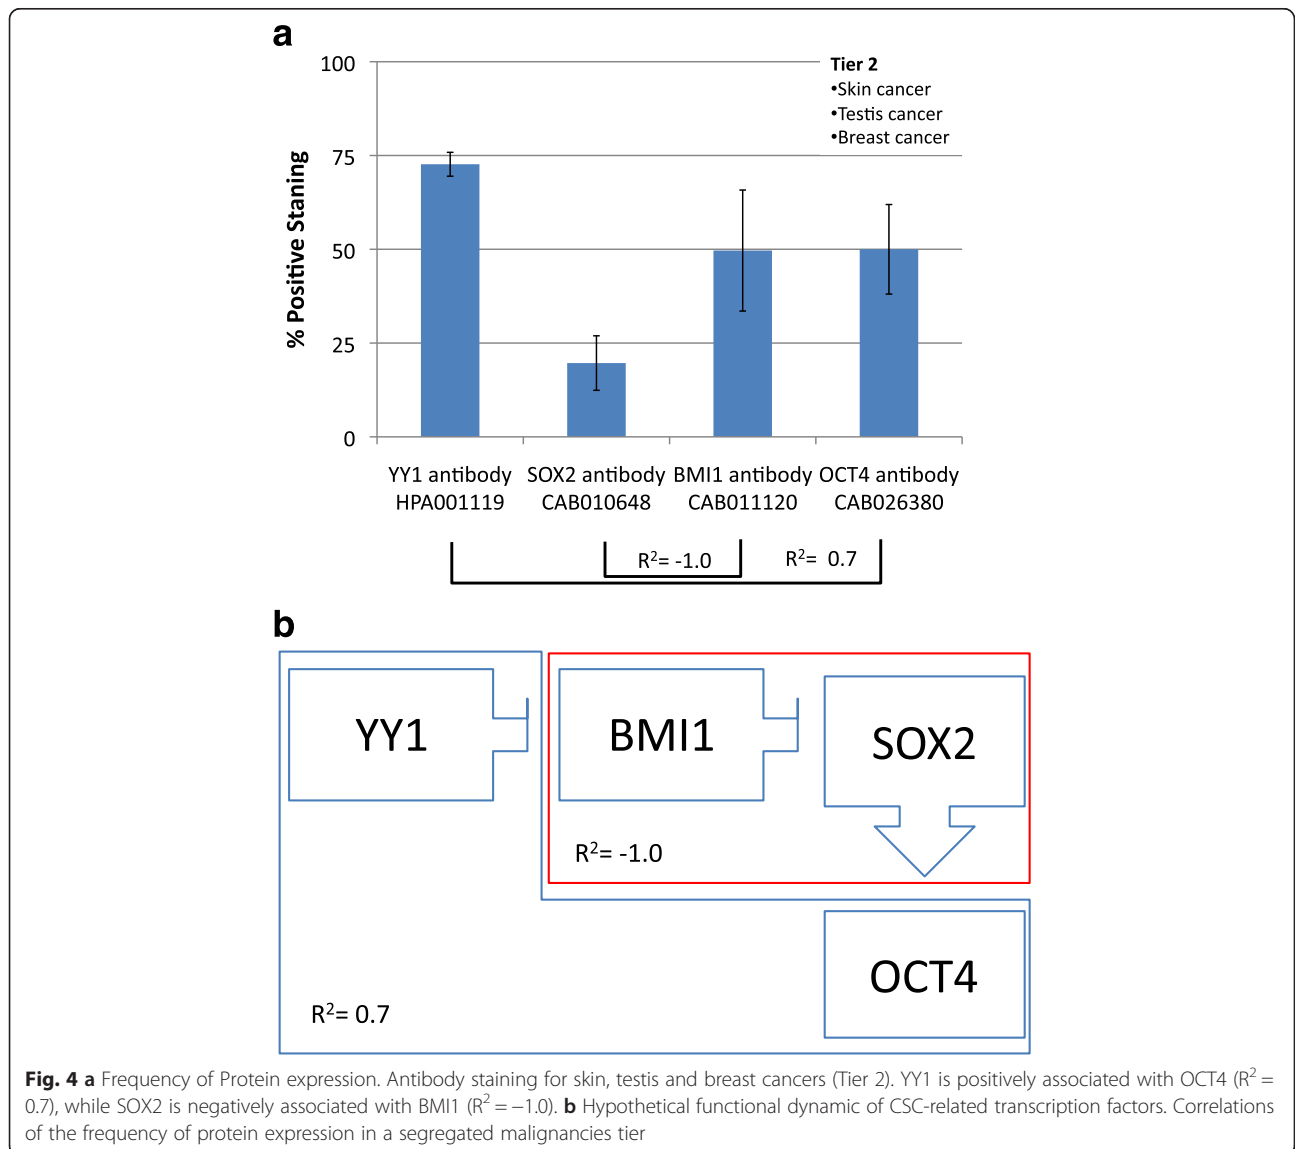 a
100
75
50
25
0
% Positive Staning
Tier 2
•Skin cancer
•Testis cancer
•Breast cancer
YY1 antibody SOX2 antibody BMI1 antibody OCT4 antibody
HPA001119 CAB010648 CAB011120 CAB026380
R²= -1.0 R²= 0.7
b
YY1
BMI1
SOX2
R²= -1.0
OCT4
R²= 0.7
Fig. 4 a Frequency of Protein expression. Antibody staining for skin, testis and breast cancers (Tier 2). YY1 is positively associated with OCT4 (R² =
0.7), while SOX2 is negatively associated with BMI1 (R² = −1.0). b Hypothetical functional dynamic of CSC-related transcription factors. Correlations
of the frequency of protein expression in a segregated malignancies tier